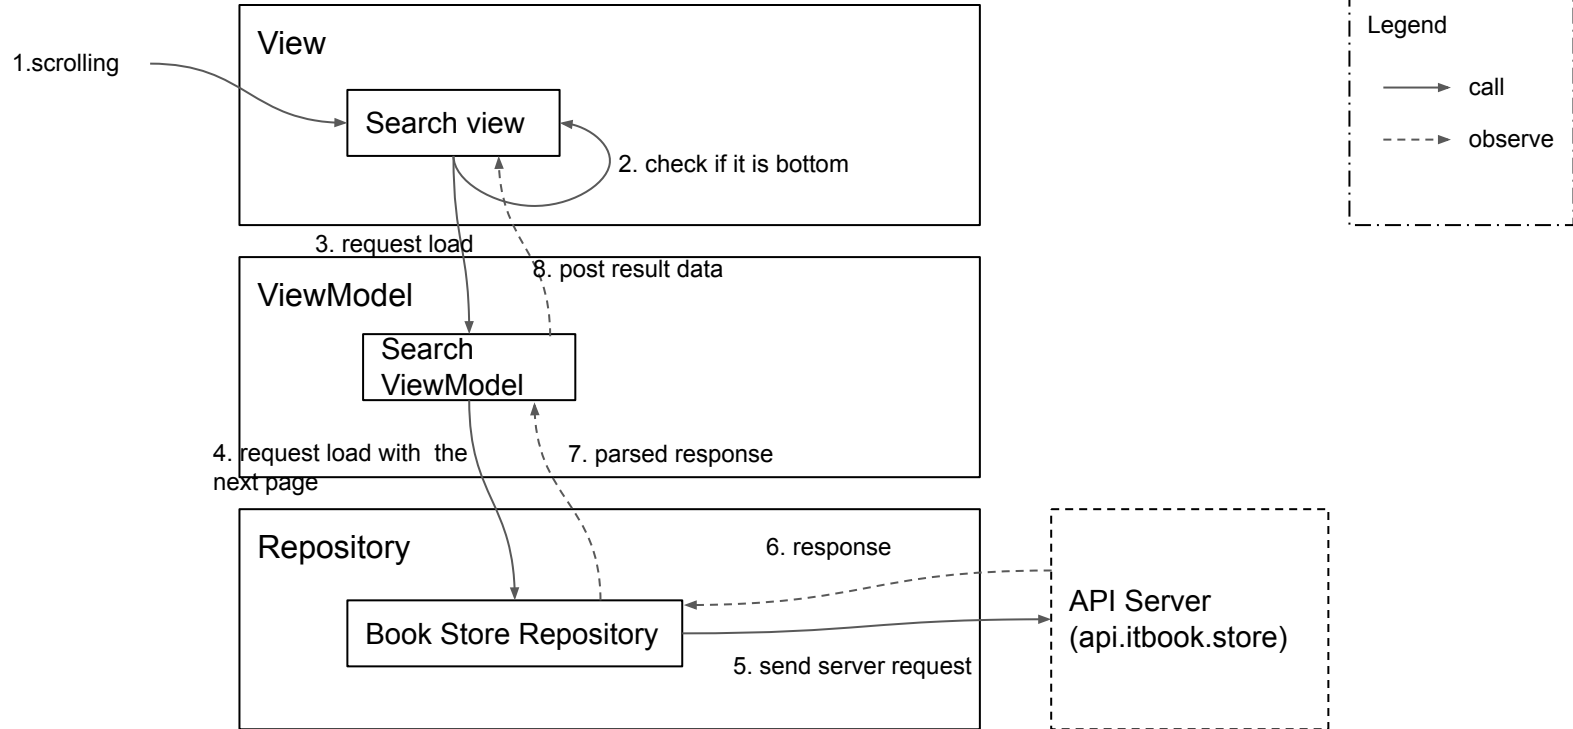 View
1.scrolling
Search view
2. check if it is bottom
Legend
call
observe
3. request load
8. post result data
ViewModel
Search
ViewModel
4. request load with  the
next page
7. parsed response
Repository
6. response
Book Store Repository
5. send server request
API Server
(api.itbook.store)